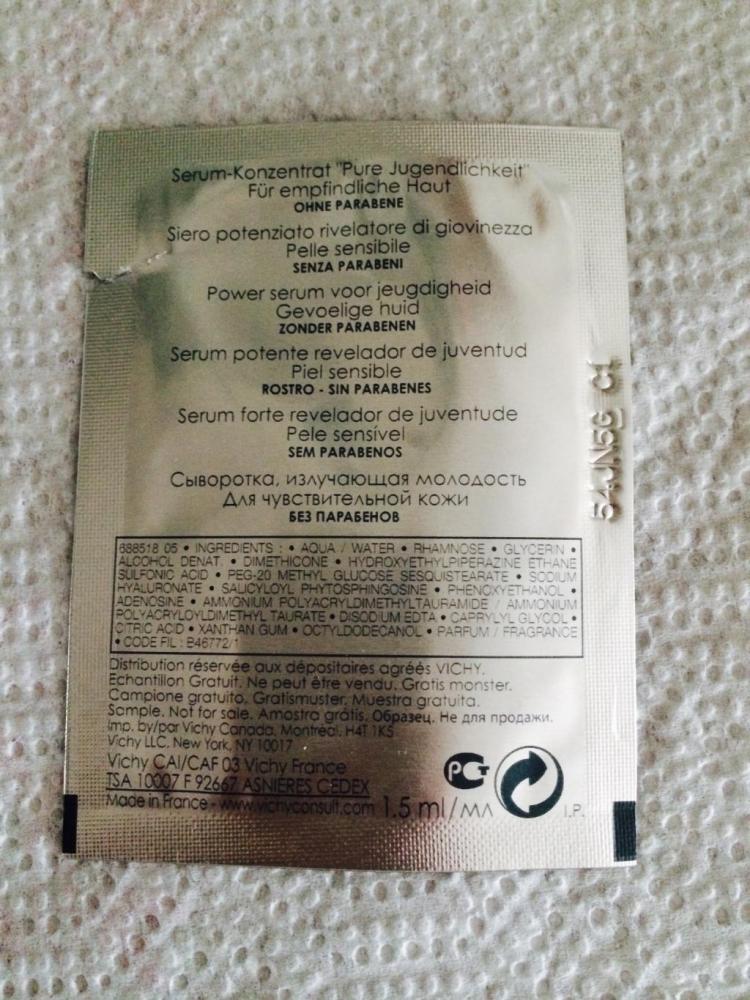 Serum-Konzentrat "Pure Jugendlichkeit"
Für empfindliche Haut
OHNE PARABENE
Siero potenziato rivelatore di giovinezza
Pelle sensibile
SENZA PARABENI
Power serum voor jeugdigheid
Gevoelige huid
ZONDER PARABENEN
Serum potente revelador de juventud
Piel sensible
ROSTRO - SIN PARABENES
Serum forte revelador de juventude
Pele sensível
SEM PARABENOS
Сыворотка, излучающая молодость
Для чувствительной кожи
БЕЗ ПАРАБЕНОВ
688518 05 • INGREDIENTS : • AQUA / WATER • RHAMNOSE • GLYCERIN •
ALCOHOL DENAT. • DIMETHICONE • HYDROXYETHYLPIPERAZINE ETHANE
SULFONIC ACID • PEG-20 METHYL GLUCOSE SESQUISTEARATE • SODIUM
HYALURONATE • SALICYLOYL PHYTOSPHINGOSINE • PHENOXYETHANOL •
ADENOSINE • AMMONIUM POLYACRYLDIMETHYLTAURAMIDE / AMMONIUM
POLYACRYLOYLDIMETHYL TAURATE • DISODIUM EDTA • CAPRYLYL GLYCOL •
CITRIC ACID • XANTHAN GUM • OCTYLDODECANOL • PARFUM / FRAGRANCE
• CODE FIL : B46772/1
Distribution réservée aux dépositaires agréés VICHY.
Echantillon Gratuit. Ne peut être vendu. Gratis monster.
Campione gratuito. Gratismuster. Muestra gratuita.
Sample. Not for sale. Amostra grátis. Образец. Не для продажи.
Imp. by/por Vichy Canada, Montréal, H4T 1K5
Vichy LLC, New York, NY 10017
Vichy CAI/CAF 03 Vichy France
TSA 10007 F 92667 ASNIERES CEDEX
Made in France - www.vichyconsult.com 1.5 ml/мл
РСТ
I.P.
54JN5G C1